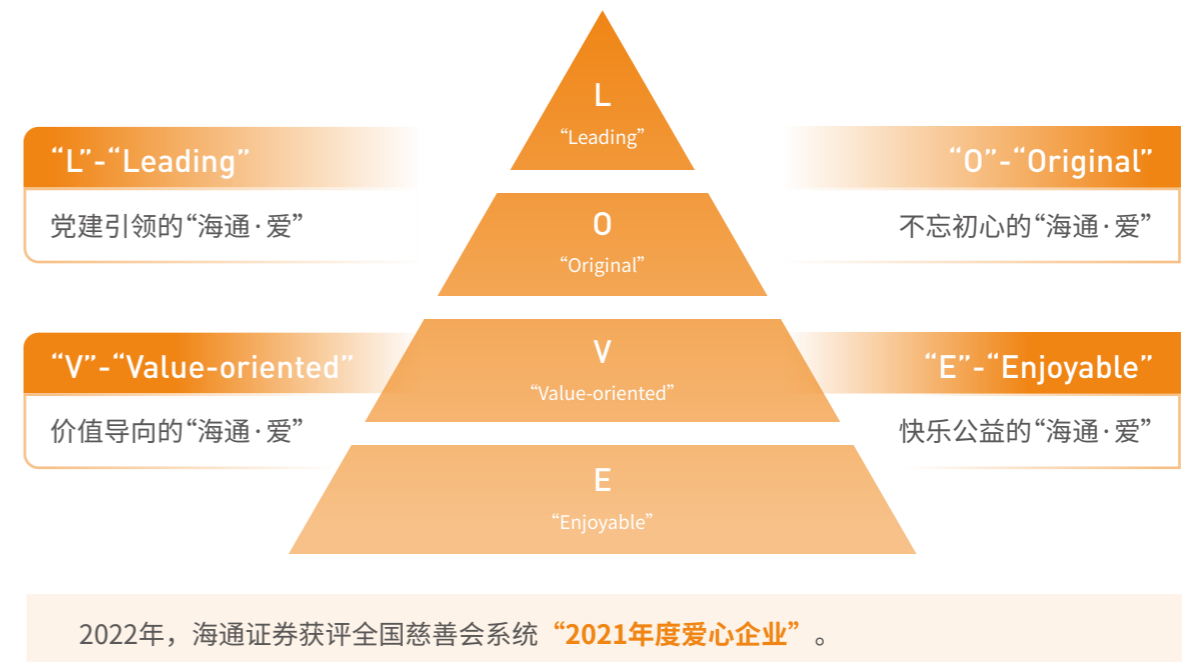 L
“Leading”
“L”-“Leading”
党建引领的“海通·爱”
“O”-“Original”
不忘初心的“海通·爱”
O
“Original”
“V”-“Value-oriented”
价值导向的“海通·爱”
V
“Value-oriented”
“E”-“Enjoyable”
快乐公益的“海通·爱”
E
“Enjoyable”
2022年，海通证券获评全国慈善会系统“2021年度爱心企业”。